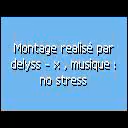 Montage realisé par
delyss - x , musique :
no stress